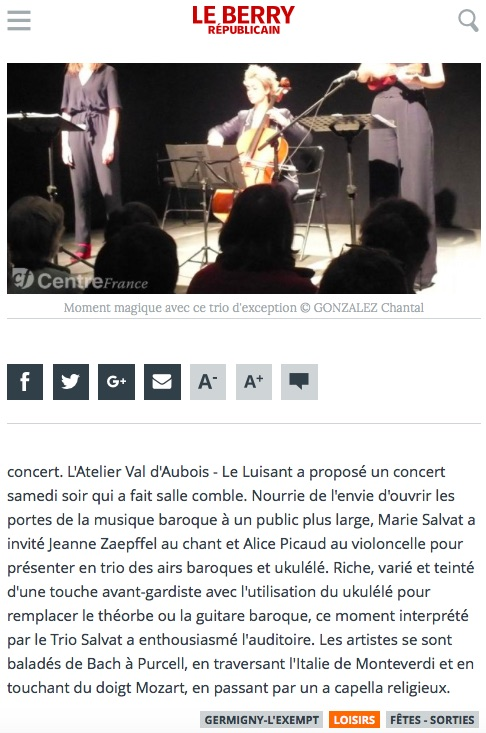 LE BERRY
RÉPUBLICAIN
CentreFrance
Moment magique avec ce trio d'exception © GONZALEZ Chantal
f
G+
A-
A+
concert. L'Atelier Val d'Aubois - Le Luisant a proposé un concert
samedi soir qui a fait salle comble. Nourrie de l'envie d'ouvrir les
portes de la musique baroque à un public plus large, Marie Salvat a
invité Jeanne Zaepffel au chant et Alice Picaud au violoncelle pour
présenter en trio des airs baroques et ukulélé. Riche, varié et teinté
d'une touche avant-gardiste avec l'utilisation du ukulélé pour
remplacer le théorbe ou la guitare baroque, ce moment interprété
par le Trio Salvat a enthousiasmé l'auditoire. Les artistes se sont
baladés de Bach à Purcell, en traversant l'Italie de Monteverdi et en
touchant du doigt Mozart, en passant par un a capella religieux.
GERMIGNY-L'EXEMPT LOISIRS FÊTES - SORTIES